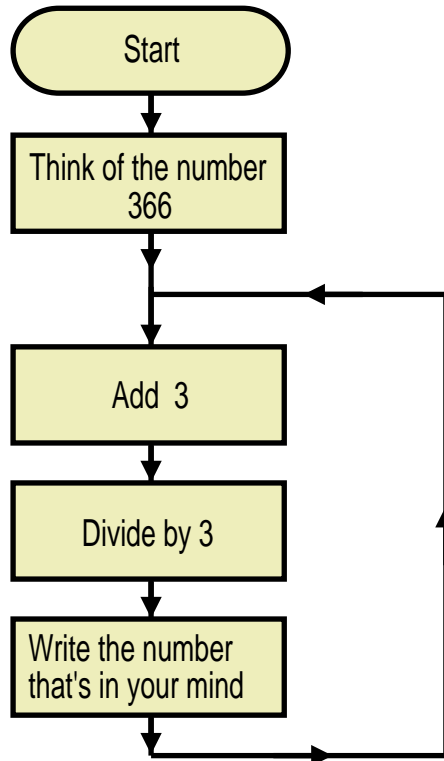 Start
Think of the number
366
Add 3
Divide by 3
Write the number
that's in your mind